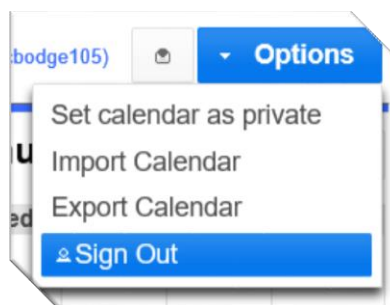 bodge105) Options
Set calendar as private
Import Calendar
Export Calendar
Sign Out